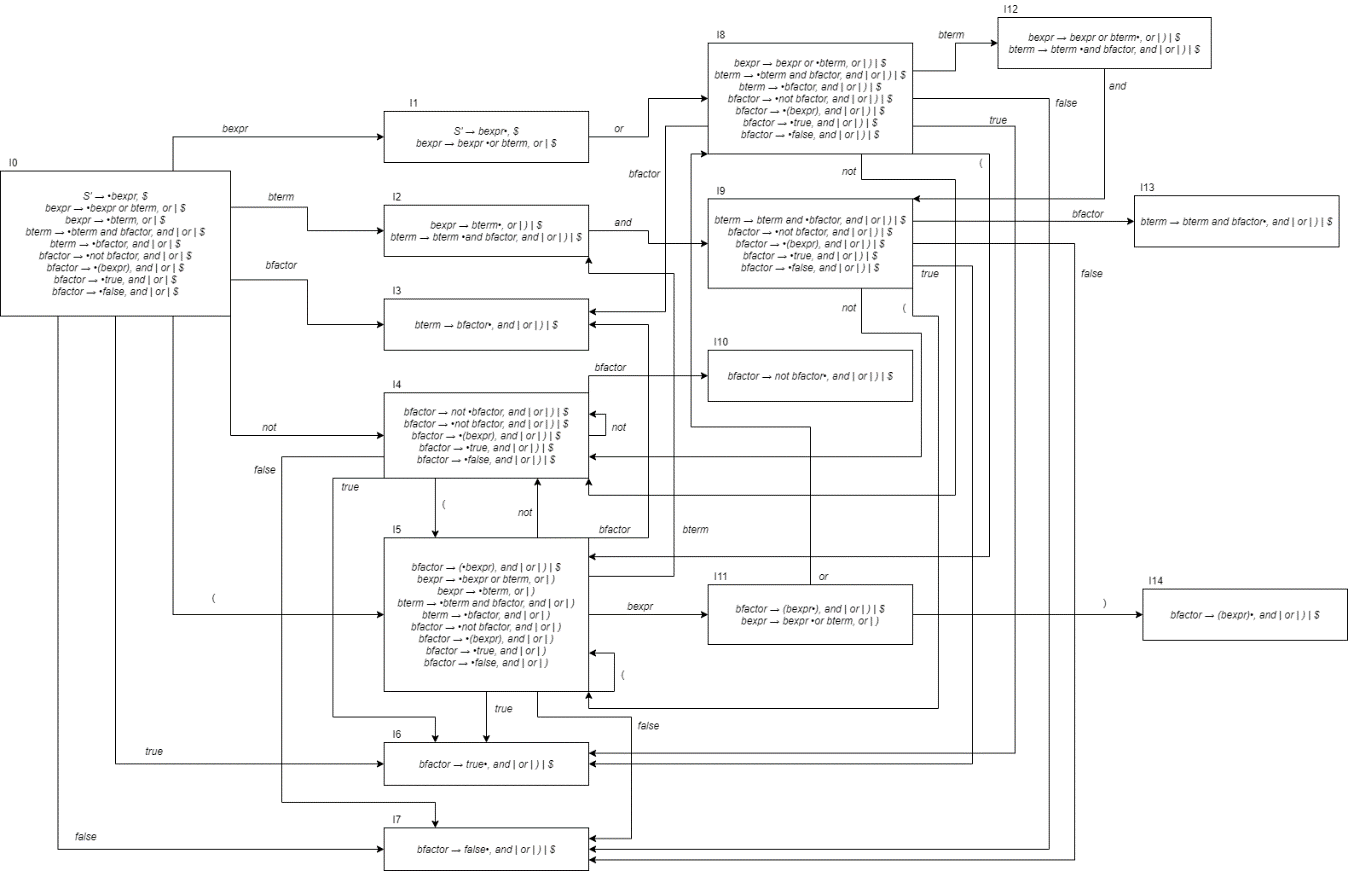 I12
bexpr → bexpr or bterm•, or | ) | $
bterm → bterm •and bfactor, and | or | ) | $
I8
bexpr → bexpr or •bterm, or | ) | $
bterm → •bterm and bfactor, and | or | ) | $
bterm → •bfactor, and | or | ) | $
bfactor → •not bfactor, and | or | ) | $
bfactor → •(bexpr), and | or | ) | $
bfactor → •true, and | or | ) | $
bfactor → •false, and | or | ) | $
bterm
and
false
true
(
not
I1
S' → bexpr•, $
bexpr → bexpr •or bterm, or | $
bexpr
or
bfactor
I0
S' → •bexpr, $
bexpr → •bexpr or bterm, or | $
bexpr → •bterm, or | $
bterm → •bterm and bfactor, and | or | $
bterm → •bfactor, and | or | $
bfactor → •not bfactor, and | or | $
bfactor → •(bexpr), and | or | $
bfactor → •true, and | or | $
bfactor → •false, and | or | $
bterm
I2
bexpr → bterm•, or | ) | $
bterm → bterm •and bfactor, and | or | ) | $
and
I9
bterm → bterm and •bfactor, and | or | ) | $
bfactor → •not bfactor, and | or | ) | $
bfactor → •(bexpr), and | or | ) | $
bfactor → •true, and | or | ) | $
bfactor → •false, and | or | ) | $
bfactor
I13
bterm → bterm and bfactor•, and | or | ) | $
true
false
not
(
bfactor
I3
bterm → bfactor•, and | or | ) | $
I10
bfactor → not bfactor•, and | or | ) | $
bfactor
I4
bfactor → not •bfactor, and | or | ) | $
bfactor → •not bfactor, and | or | ) | $
bfactor → •(bexpr), and | or | ) | $
bfactor → •true, and | or | ) | $
bfactor → •false, and | or | ) | $
not
not
false
true
(
not
bfactor
bterm
I5
bfactor → (•bexpr), and | or | ) | $
bexpr → •bexpr or bterm, or | )
bexpr → •bterm, or | )
bterm → •bterm and bfactor, and | or | )
bterm → •bfactor, and | or | )
bfactor → •not bfactor, and | or | )
bfactor → •(bexpr), and | or | )
bfactor → •true, and | or | )
bfactor → •false, and | or | )
(
bexpr
I11
or
bfactor → (bexpr•), and | or | ) | $
bexpr → bexpr •or bterm, or | )
)
I14
bfactor → (bexpr)•, and | or | ) | $
(
true
false
true
I6
bfactor → true•, and | or | ) | $
false
I7
bfactor → false•, and | or | ) | $